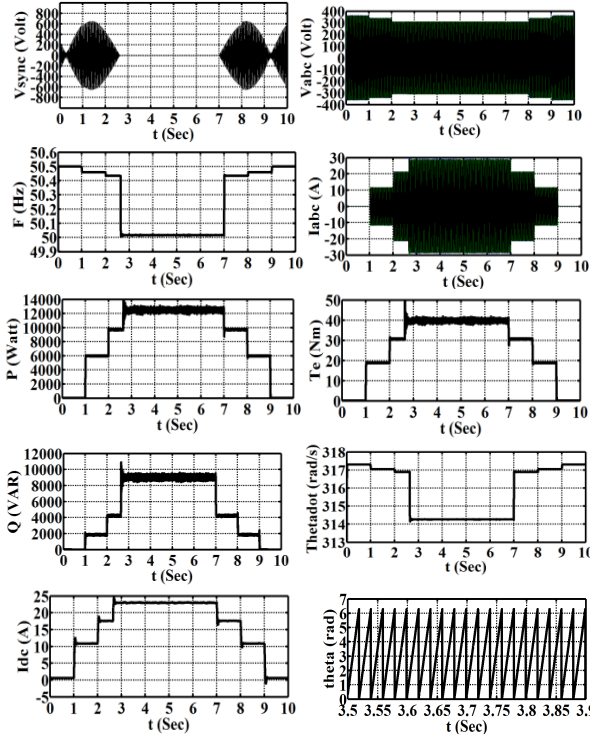 Vsync (Volt)
800
600
400
200
0
-200
-400
-600
-800
0 1 2 3 4 5 6 7 8 9 10
t (Sec)
Vabc (Volt)
400
300
200
100
0
-100
-200
-300
-400
0 1 2 3 4 5 6 7 8 9 10
t (Sec)
F (Hz)
50.6
50.5
50.4
50.3
50.2
50.1
50
49.9
0 1 2 3 4 5 6 7 8 9 10
t (Sec)
Iabc (A)
30
20
10
0
-10
-20
-30
0 1 2 3 4 5 6 7 8 9 10
t (Sec)
P (Watt)
14000
12000
10000
8000
6000
4000
2000
0
0 1 2 3 4 5 6 7 8 9 10
t (Sec)
Te (Nm)
50
40
30
20
10
0
0 1 2 3 4 5 6 7 8 9 10
t (Sec)
Q (VAR)
12000
10000
8000
6000
4000
2000
0
0 1 2 3 4 5 6 7 8 9 10
t (Sec)
Thetadot (rad/s)
318
317
316
315
314
313
0 1 2 3 4 5 6 7 8 9 10
t (Sec)
Idc (A)
25
20
15
10
5
0
-5
0 1 2 3 4 5 6 7 8 9 10
t (Sec)
theta (rad)
7
6
5
4
3
2
1
0
3.5 3.55 3.6 3.65 3.7 3.75 3.8 3.85 3.9
t (Sec)